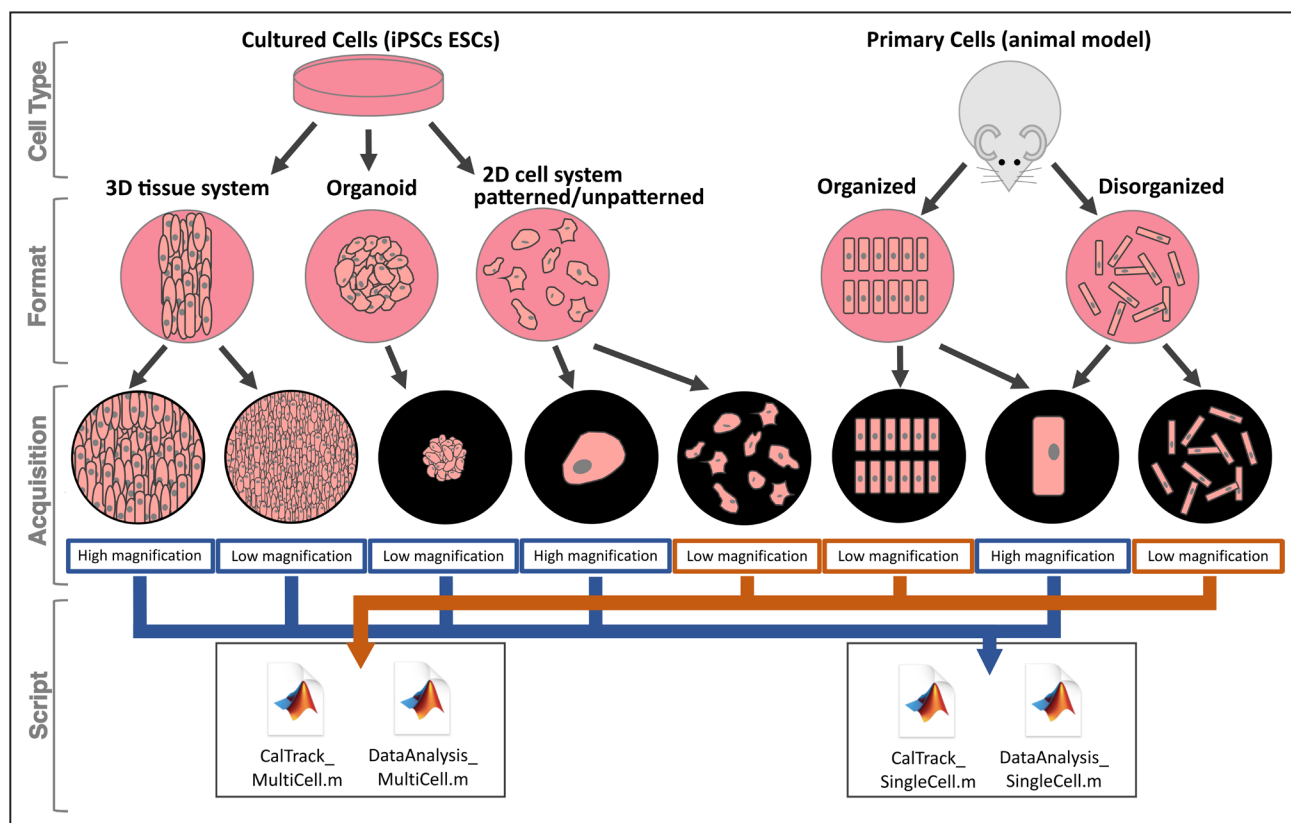 Cultured Cells (iPSCs ESCs)
Primary Cells (animal model)
Cell Type
3D tissue system
Organoid
2D cell system
patterned/unpatterned
Organized
Disorganized
Format
Acquisition
High magnification
Low magnification
Low magnification
High magnification
Low magnification
Low magnification
High magnification
Low magnification
Script
CalTrack_
MultiCell.m
DataAnalysis_
MultiCell.m
CalTrack_
SingleCell.m
DataAnalysis_
SingleCell.m